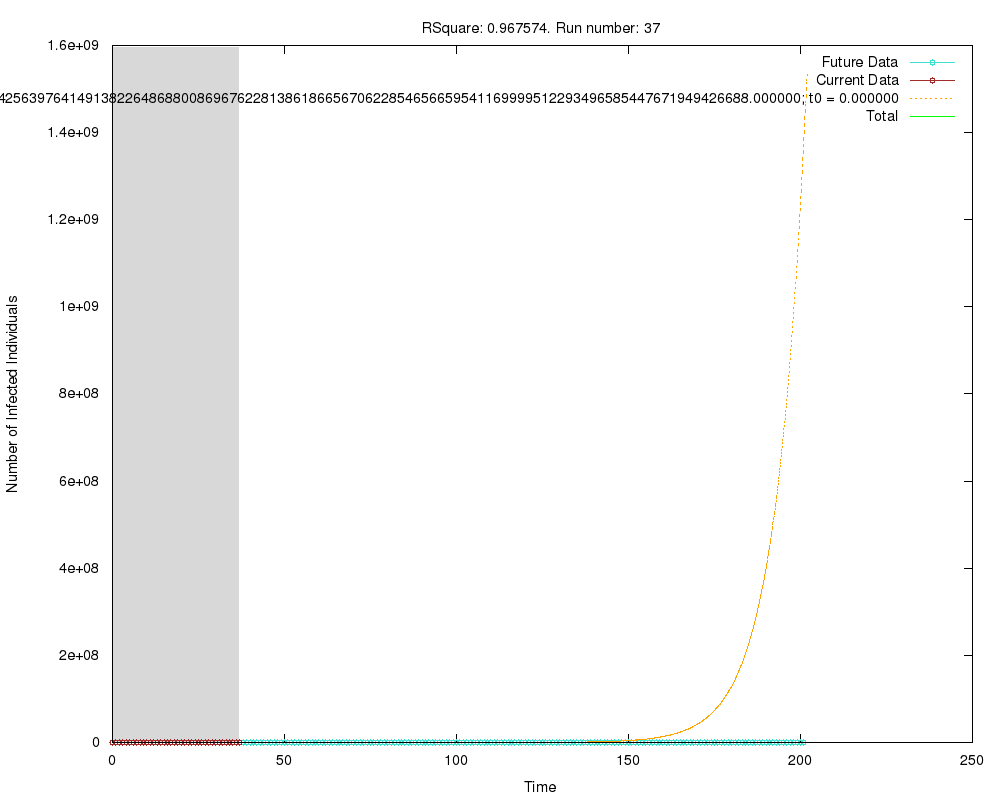 RSquare: 0.967574. Run number: 37
1.6e+09
Future Data
Current Data
4256397641491382264868800869676228138618665670622854656659541169999512293496585447671949426688.000000; t0 = 0.000000
Total
1.4e+09
1.2e+09
1e+09
8e+08
6e+08
4e+08
2e+08
0
Number of Infected Individuals
0 50 100 150 200 250
Time